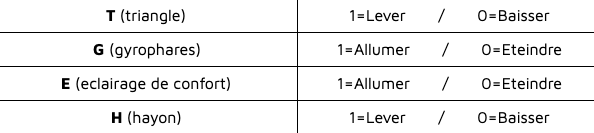 T (triangle) 1=Lever / 0=Baisser
G (gyrophares) 1=Allumer / 0=Eteindre
E (eclairage de confort) 1=Allumer / 0=Eteindre
H (hayon) 1=Lever / 0=Baisser